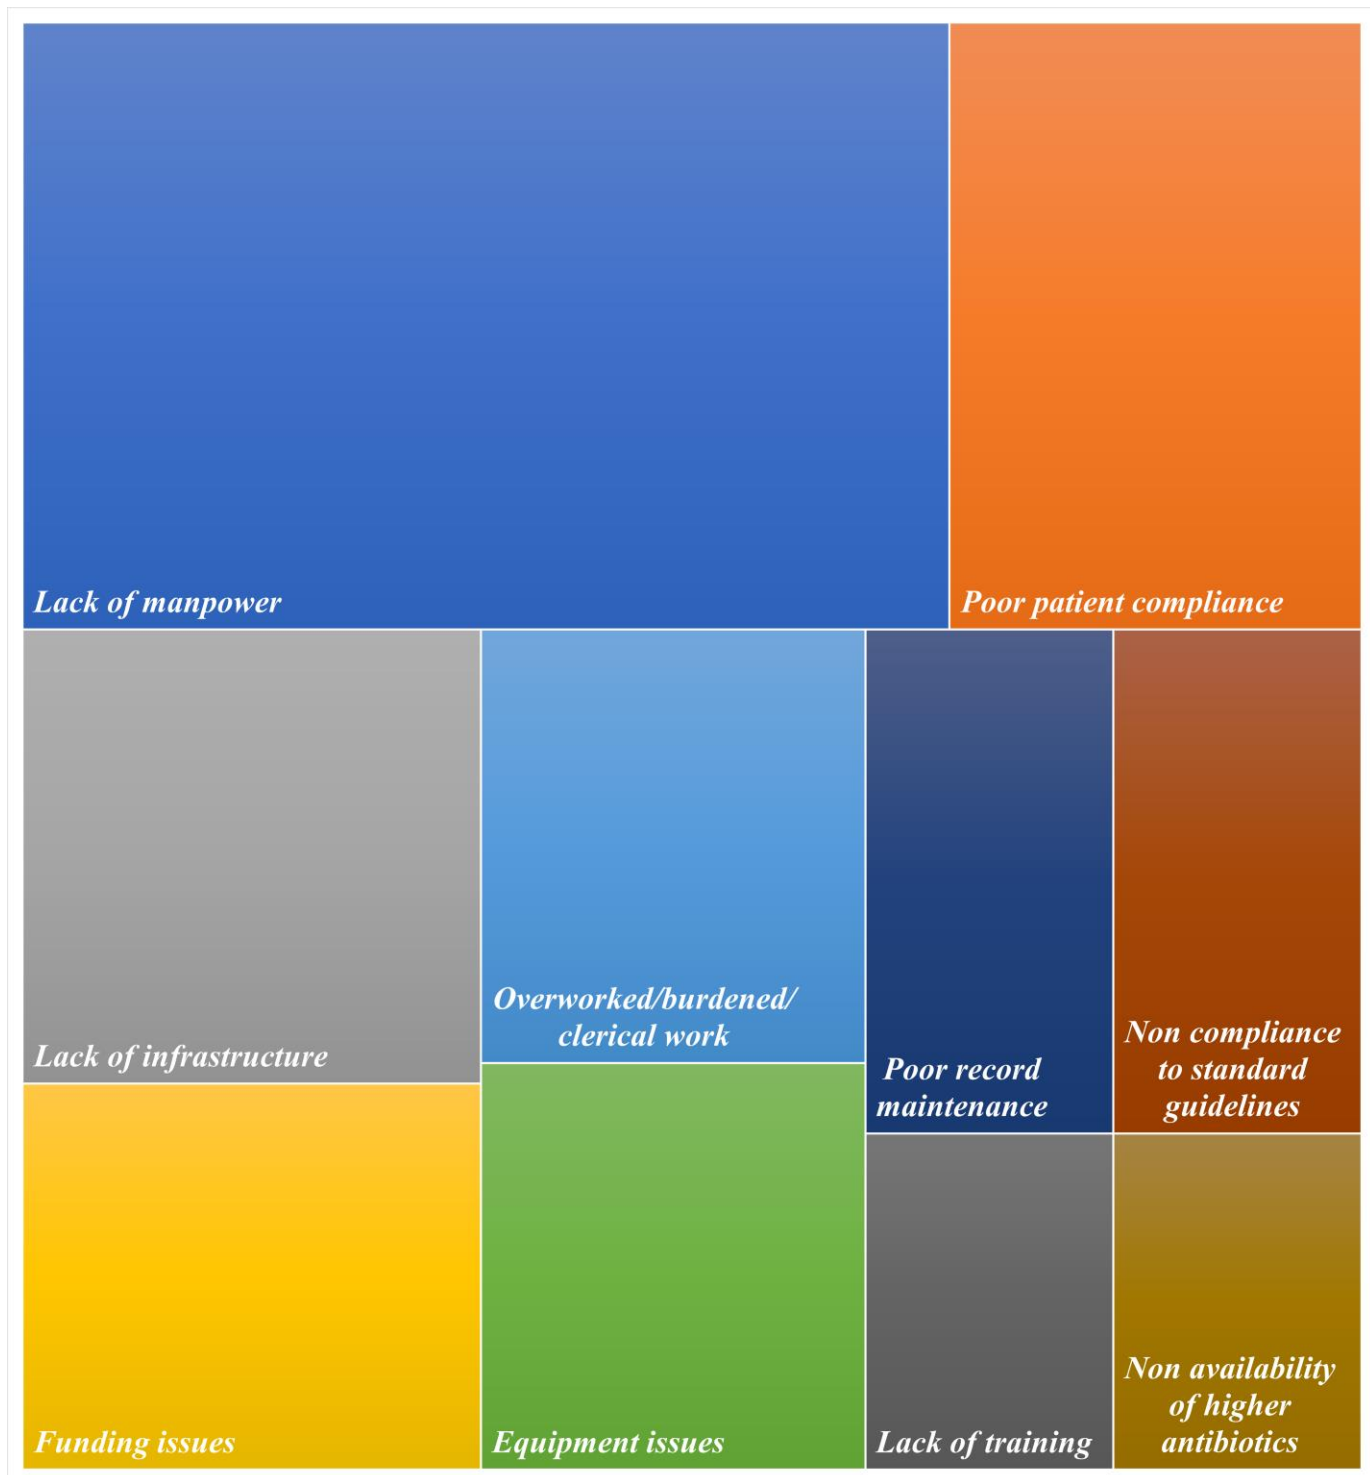 Lack of manpower
Poor patient compliance
Lack of infrastructure
Overworked/burdened/
clerical work
Poor record
maintenance
Non compliance
to standard
guidelines
Funding issues
Equipment issues
Lack of training
Non availability
of higher
antibiotics